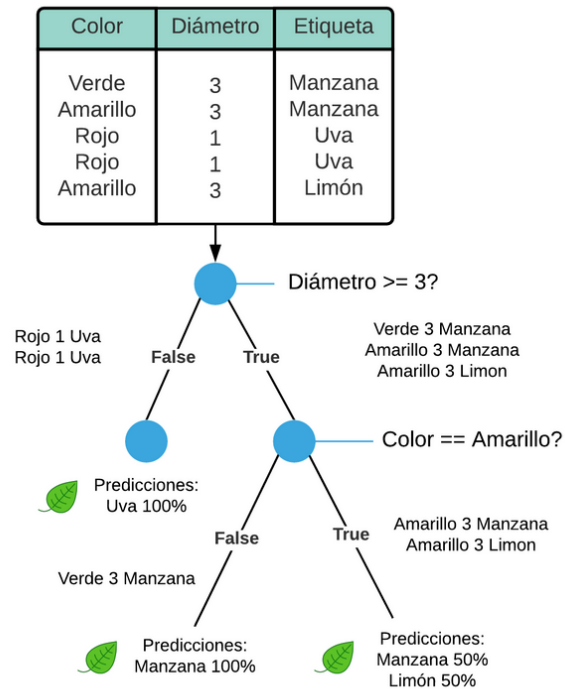 Color Diámetro Etiqueta
Verde 3 Manzana
Amarillo 3 Manzana
Rojo 1 Uva
Rojo 1 Uva
Amarillo 3 Limón
Diámetro >= 3?
Rojo 1 Uva
Rojo 1 Uva
False
True
Verde 3 Manzana
Amarillo 3 Manzana
Amarillo 3 Limon
Color == Amarillo?
Predicciones:
Uva 100%
False
True
Amarillo 3 Manzana
Amarillo 3 Limon
Verde 3 Manzana
Predicciones:
Manzana 100%
Predicciones:
Manzana 50%
Limón 50%